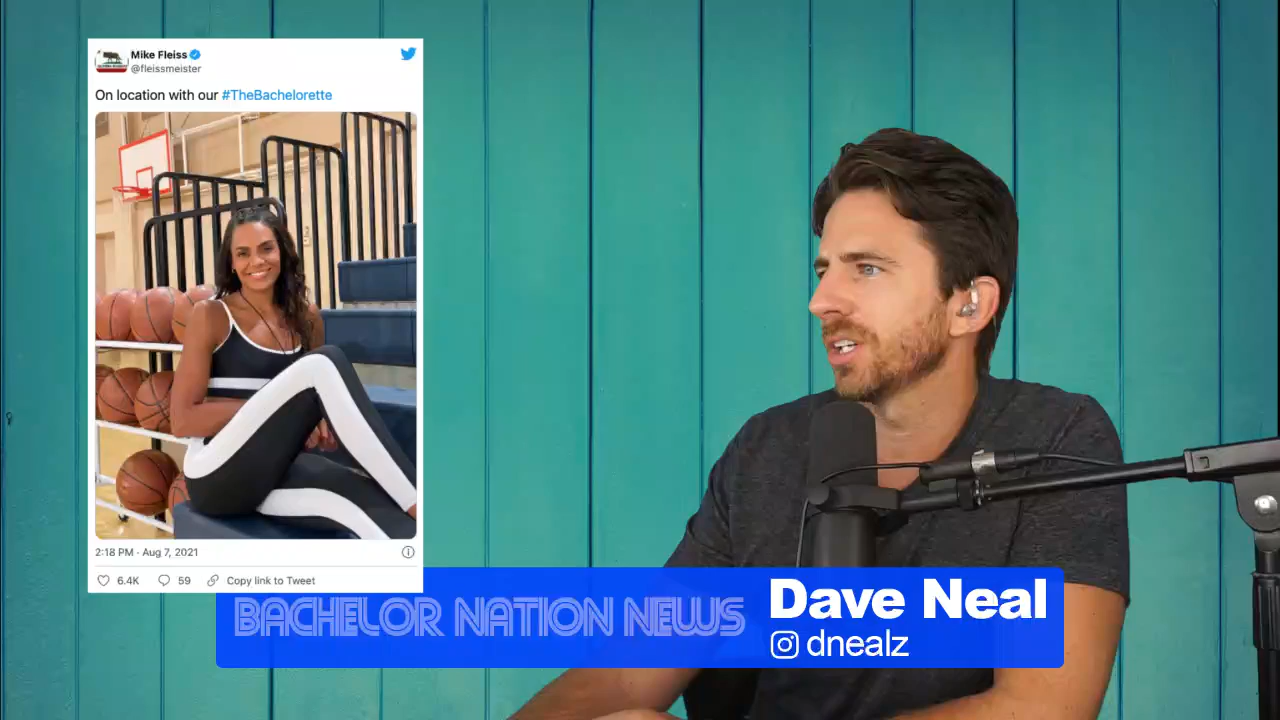 Mike Fleiss
@fleissmeister
On location with our #TheBachelorette
2:18 PM · Aug 7, 2021
6.4K 59 Copy link to Tweet
BACHELOR NATION NEWS
Dave Neal
dnealz